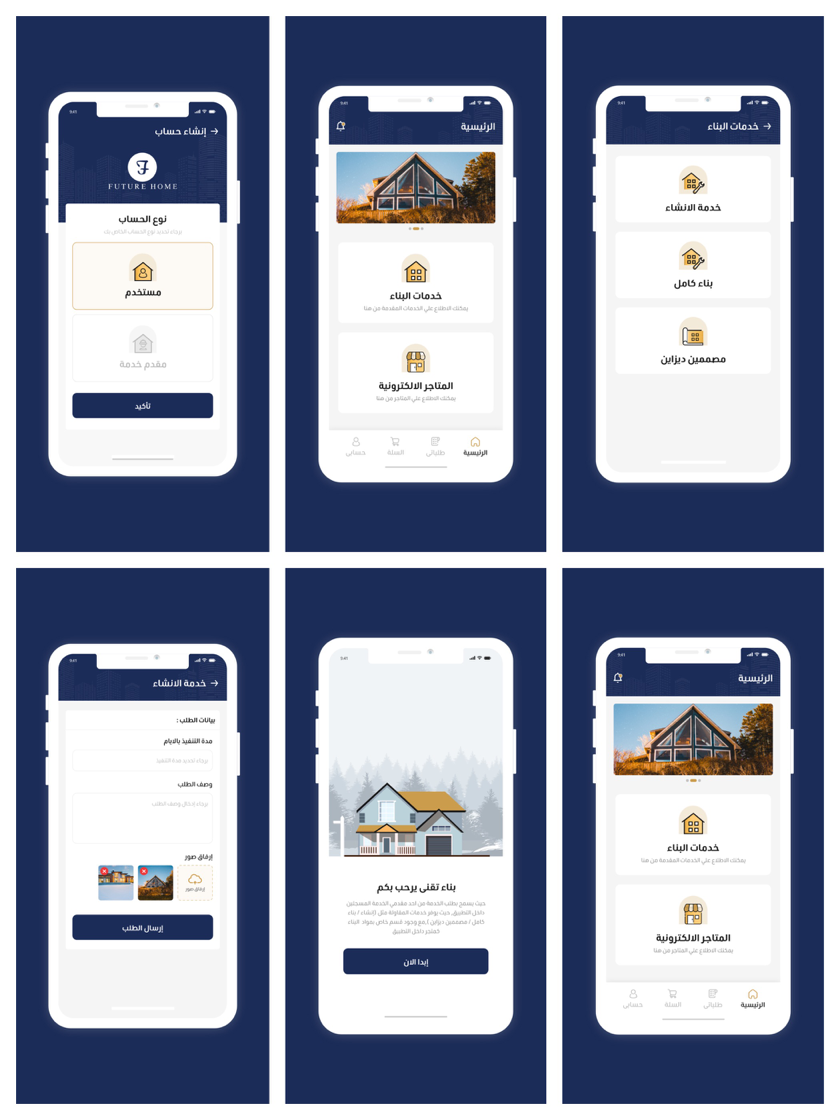 9:41
إنشاء حساب
FUTURE HOME
نوع الحساب
برجاء تحديد نوع الحساب الخاص بك
مستخدم
مقدم خدمة
تأكيد
9:41
الرئيسية
خدمات البناء
يمكنك الاطلاع علي الخدمات المقدمة من هنا
المتاجر الالكترونية
يمكنك الاطلاع علي المتاجر من هنا
الرئيسية
طلباتي
السلة
حسابى
9:41
خدمات البناء
خدمة الانشاء
بناء كامل
مصممين ديزاين
9:41
خدمة الانشاء
بيانات الطلب :
مدة التنفيذ بالايام
برجاء تحديد مدة التنفيذ
وصف الطلب
برجاء إدخال وصف الطلب
إرفاق صور
إرفاق صور
إرسال الطلب
9:41
بناء تقنى يرحب بكم
حيث يسمح بطلب الخدمة من احد مقدمي الخدمة المسجلين
داخل التطبيق, حيث يوفر خدمات المقاولة مثل (إنشاء / بناء
كامل / مصممين ديزاين ),مع وجود قسم خاص بمواد البناء
كمتجر داخل التطبيق
إبدا الان
9:41
الرئيسية
خدمات البناء
يمكنك الاطلاع علي الخدمات المقدمة من هنا
المتاجر الالكترونية
يمكنك الاطلاع علي المتاجر من هنا
الرئيسية
طلباتي
السلة
حسابى